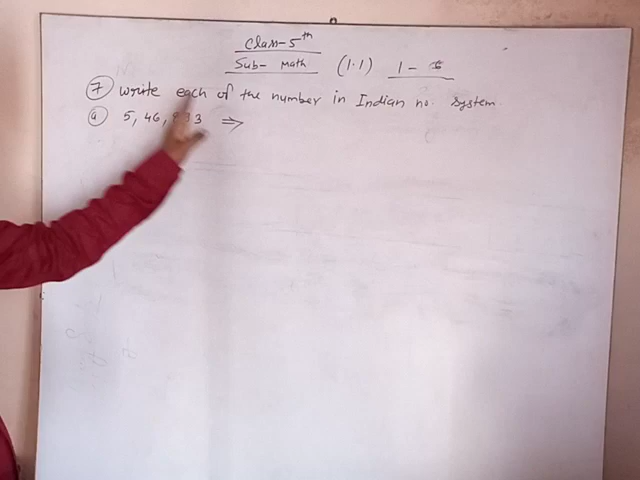 Class-5th
Sub- Math (1.1) 1-
7 Write each of the number in Indian no. system
a 5, 46, 33 ⇒